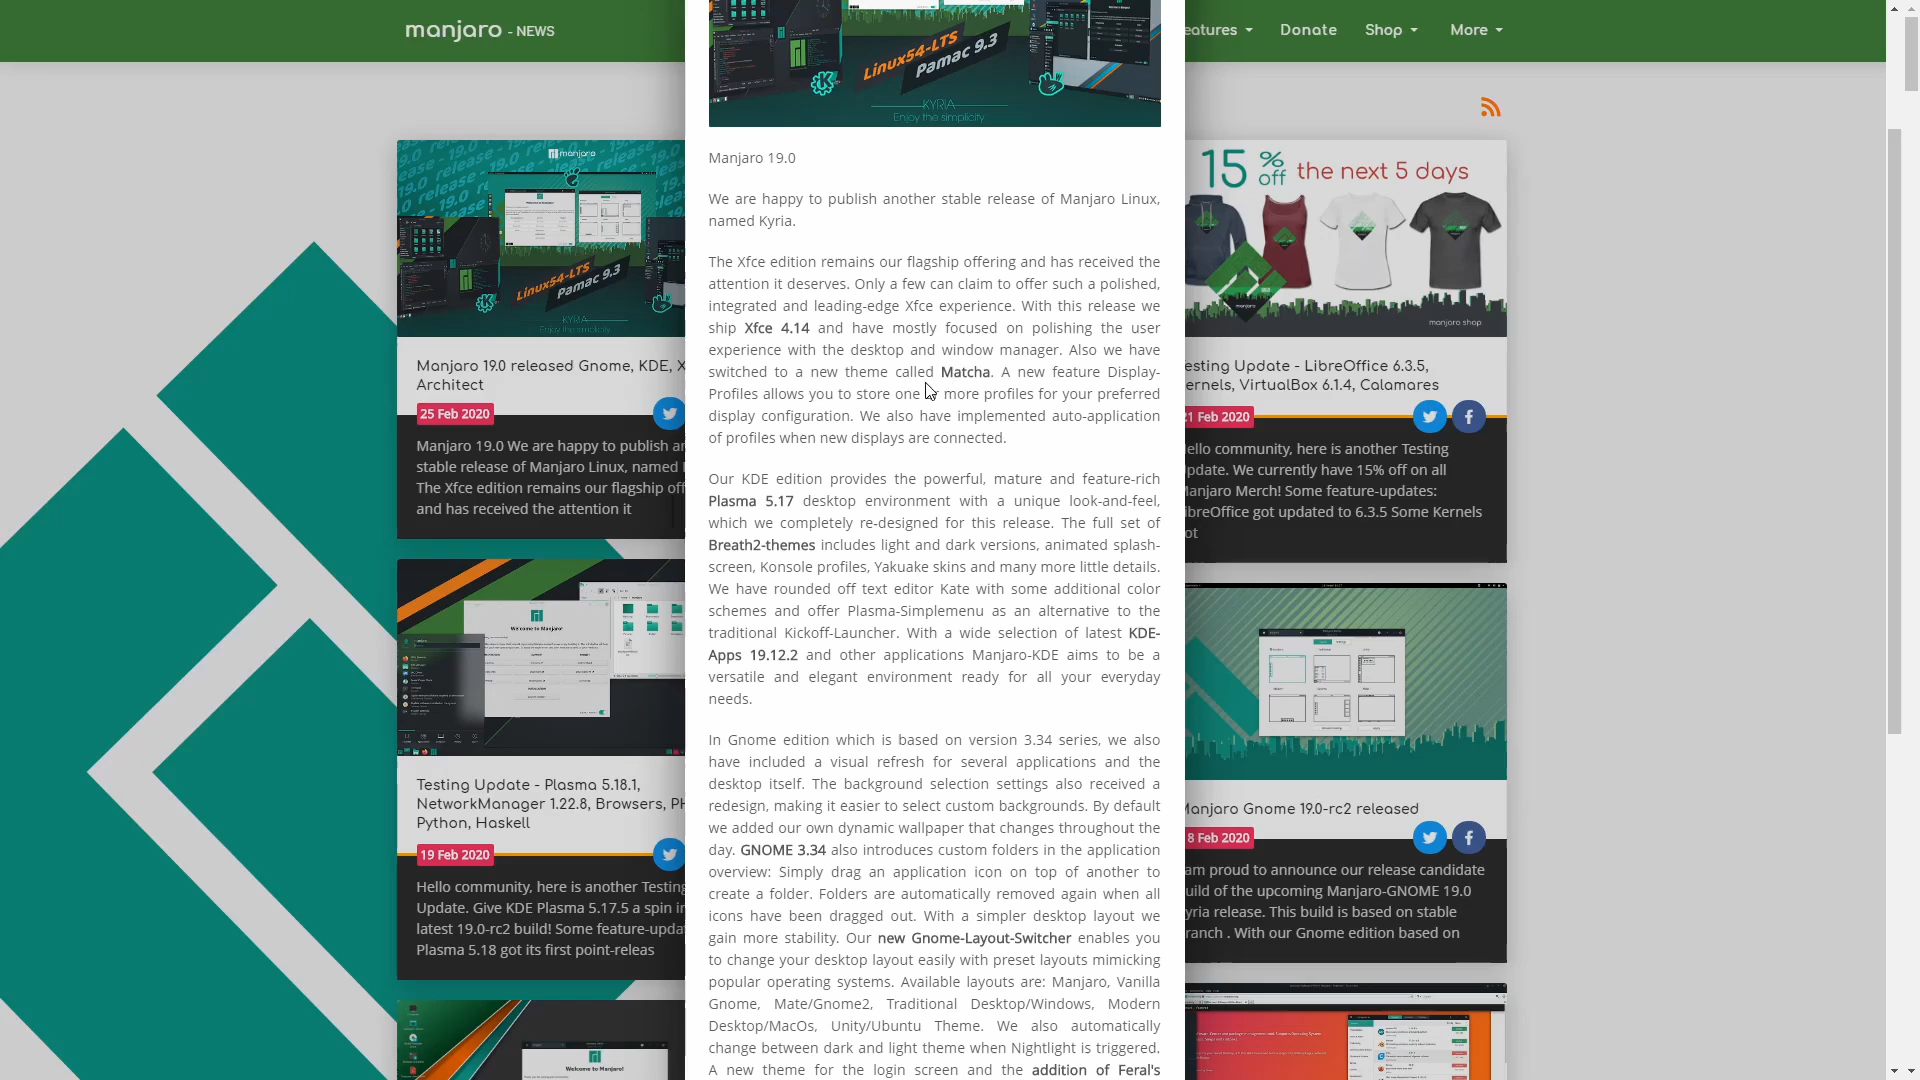 manjaro - NEWS
eatures
Donate
Shop
More
Linux54-LTS
Pamac 9.3
KYRIA
Enjoy the simplicity
manjaro
Linux54-LTS
Pamac 9.3
KYRIA
Enjoy the simplicity
Manjaro 19.0 released Gnome, KDE, X
Architect
25 Feb 2020
Manjaro 19.0 We are happy to publish an
stable release of Manjaro Linux, named
The Xfce edition remains our flagship off
and has received the attention it
Welcome to Manjaro!
Testing Update - Plasma 5.18.1,
NetworkManager 1.22.8, Browsers, PH
Python, Haskell
19 Feb 2020
Hello community, here is another Testing
Update. Give KDE Plasma 5.17.5 a spin in
latest 19.0-rc2 build! Some feature-updat
Plasma 5.18 got its first point-releas
Welcome to Manjaro!
Manjaro 19.0
We are happy to publish another stable release of Manjaro Linux,
named Kyria.
The Xfce edition remains our flagship offering and has received the
attention it deserves. Only a few can claim to offer such a polished,
integrated and leading-edge Xfce experience. With this release we
ship Xfce 4.14 and have mostly focused on polishing the user
experience with the desktop and window manager. Also we have
switched to a new theme called Matcha. A new feature Display-
Profiles allows you to store one or more profiles for your preferred
display configuration. We also have implemented auto-application
of profiles when new displays are connected.
Our KDE edition provides the powerful, mature and feature-rich
Plasma 5.17 desktop environment with a unique look-and-feel,
which we completely re-designed for this release. The full set of
Breath2-themes includes light and dark versions, animated splash-
screen, Konsole profiles, Yakuake skins and many more little details.
We have rounded off text editor Kate with some additional color
schemes and offer Plasma-Simplemenu as an alternative to the
traditional Kickoff-Launcher. With a wide selection of latest KDE-
Apps 19.12.2 and other applications Manjaro-KDE aims to be a
versatile and elegant environment ready for all your everyday
needs.
In Gnome edition which is based on version 3.34 series, we also
have included a visual refresh for several applications and the
desktop itself. The background selection settings also received a
redesign, making it easier to select custom backgrounds. By default
we added our own dynamic wallpaper that changes throughout the
day. GNOME 3.34 also introduces custom folders in the application
overview: Simply drag an application icon on top of another to
create a folder. Folders are automatically removed again when all
icons have been dragged out. With a simpler desktop layout we
gain more stability. Our new Gnome-Layout-Switcher enables you
to change your desktop layout easily with preset layouts mimicking
popular operating systems. Available layouts are: Manjaro, Vanilla
Gnome, Mate/Gnome2, Traditional Desktop/Windows, Modern
Desktop/MacOs, Unity/Ubuntu Theme. We also automatically
change between dark and light theme when Nightlight is triggered.
A new theme for the login screen and the addition of Feral's
15 % off the next 5 days
manjaro
manjaro shop
esting Update - LibreOffice 6.3.5,
ernels, VirtualBox 6.1.4, Calamares
21 Feb 2020
ello community, here is another Testing
pdate. We currently have 15% off on all
Manjaro Merch! Some feature-updates:
ibreOffice got updated to 6.3.5 Some Kernels
ot
Manjaro Gnome 19.0-rc2 released
8 Feb 2020
am proud to announce our release candidate
uild of the upcoming Manjaro-GNOME 19.0
yria release. This build is based on stable
ranch . With our Gnome edition based on